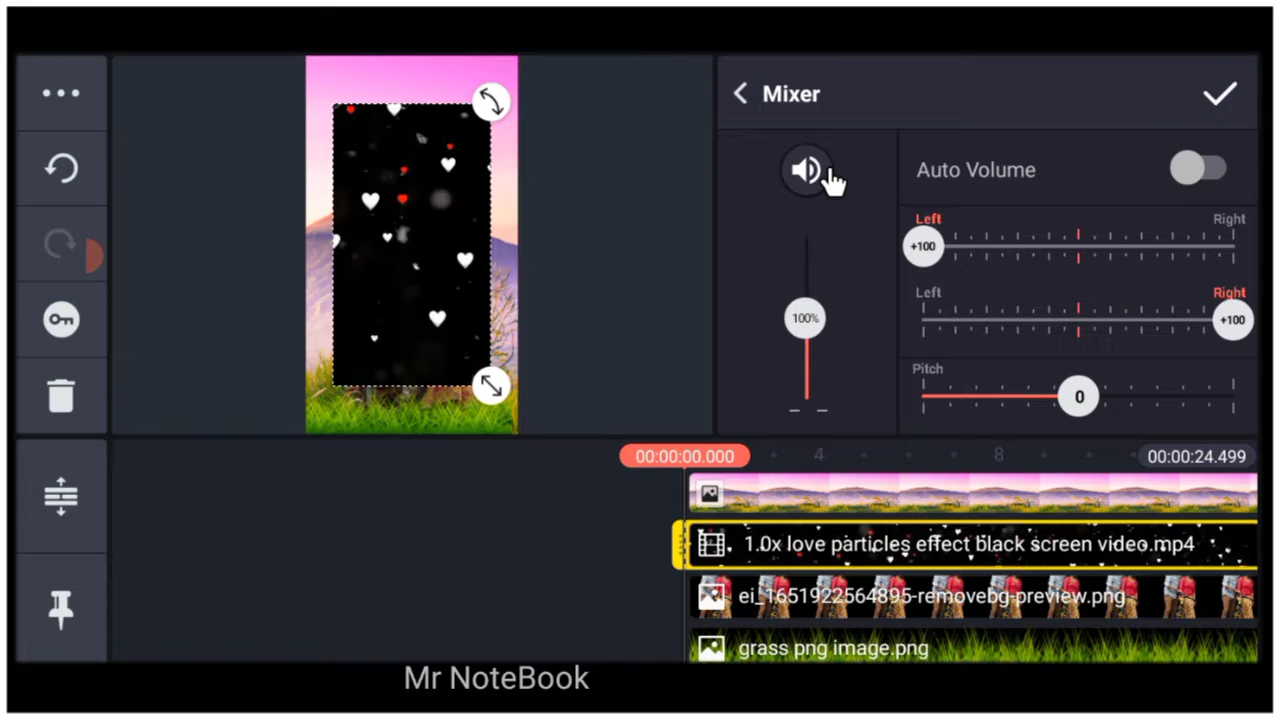 Mixer
Auto Volume
Left
Right
+100
Left
Right
+100
100%
Pitch
0
00:00:00.000
4
8
00:00:24.499
1.0x love particles effect black screen video.mp4
ei_1651922564895-removebg-preview.png
grass png image.png
Mr NoteBook